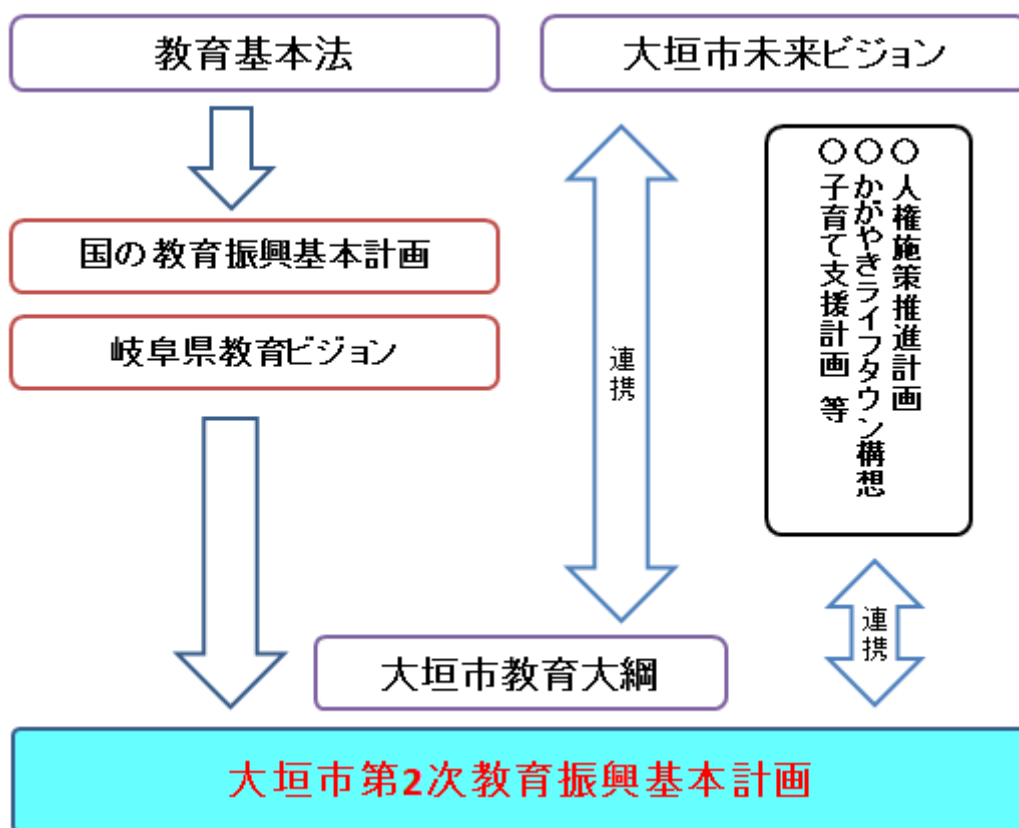 教育基本法
大垣市未来ビジョン
国の教育振興基本計画
岐阜県教育ビジョン
連携
○人権施策推進計画
○かがやきライフタウン構想
○子育て支援計画 等
連携
大垣市教育大綱
大垣市第2次教育振興基本計画